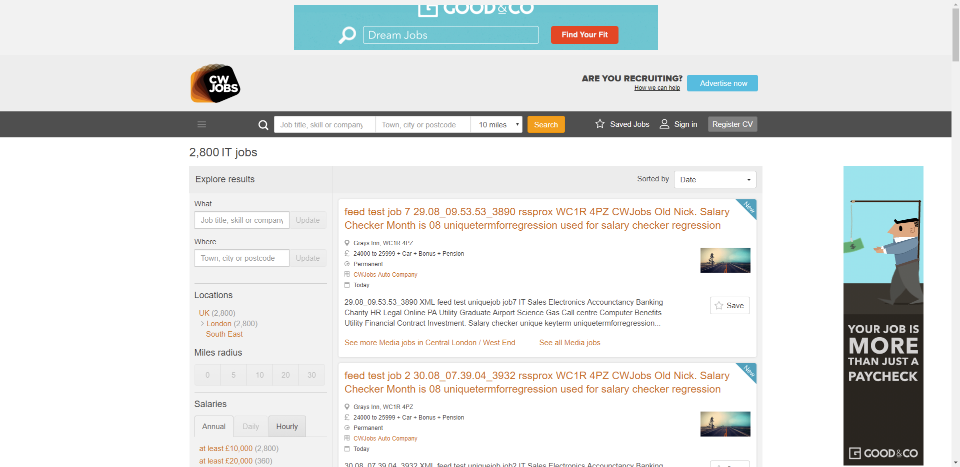 GOOD&CO
Dream Jobs
Find Your Fit
CW
JOBS
ARE YOU RECRUITING?
How we can help
Advertise now
Job title, skill or company
Town, city or postcode
10 miles
Search
Saved Jobs
Sign in
Register CV
2,800 IT jobs
Explore results
Sorted by
Date
What
Job title, skill or company
Update
Where
Town, city or postcode
Update
Locations
UK (2,800)
London (2,800)
South East
Miles radius
0 5 10 20 30
Salaries
Annual Daily Hourly
at least £10,000 (2,800)
at least £20,000 (360)
New
feed test job 7 29.08_09.53.53_3890 rssprox WC1R 4PZ CWJobs Old Nick. Salary
Checker Month is 08 uniquetermforregression used for salary checker regression
Grays Inn, WC1R 4PZ
24000 to 25999 + Car + Bonus + Pension
Permanent
CWJobs Auto Company
Today
29.08_09.53.53_3890 XML feed test uniquejob job7 IT Sales Electronics Accounctancy Banking
Charity HR Legal Online PA Utility Graduate Airport Science Gas Call centre Computer Benefits
Utility Financial Contract Investment. Salary checker unique keyterm uniquetermforregression...
Save
See more Media jobs in Central London / West End
See all Media jobs
New
feed test job 2 30.08_07.39.04_3932 rssprox WC1R 4PZ CWJobs Old Nick. Salary
Checker Month is 08 uniquetermforregression used for salary checker regression
Grays Inn, WC1R 4PZ
24000 to 25999 + Car + Bonus + Pension
Permanent
CWJobs Auto Company
Today
30.08_07.39.04_3932 XML feed test uniquejob job2 IT Sales Electronics Accounctancy Banking
YOUR JOB IS
MORE
THAN JUST A
PAYCHECK
GOOD&CO